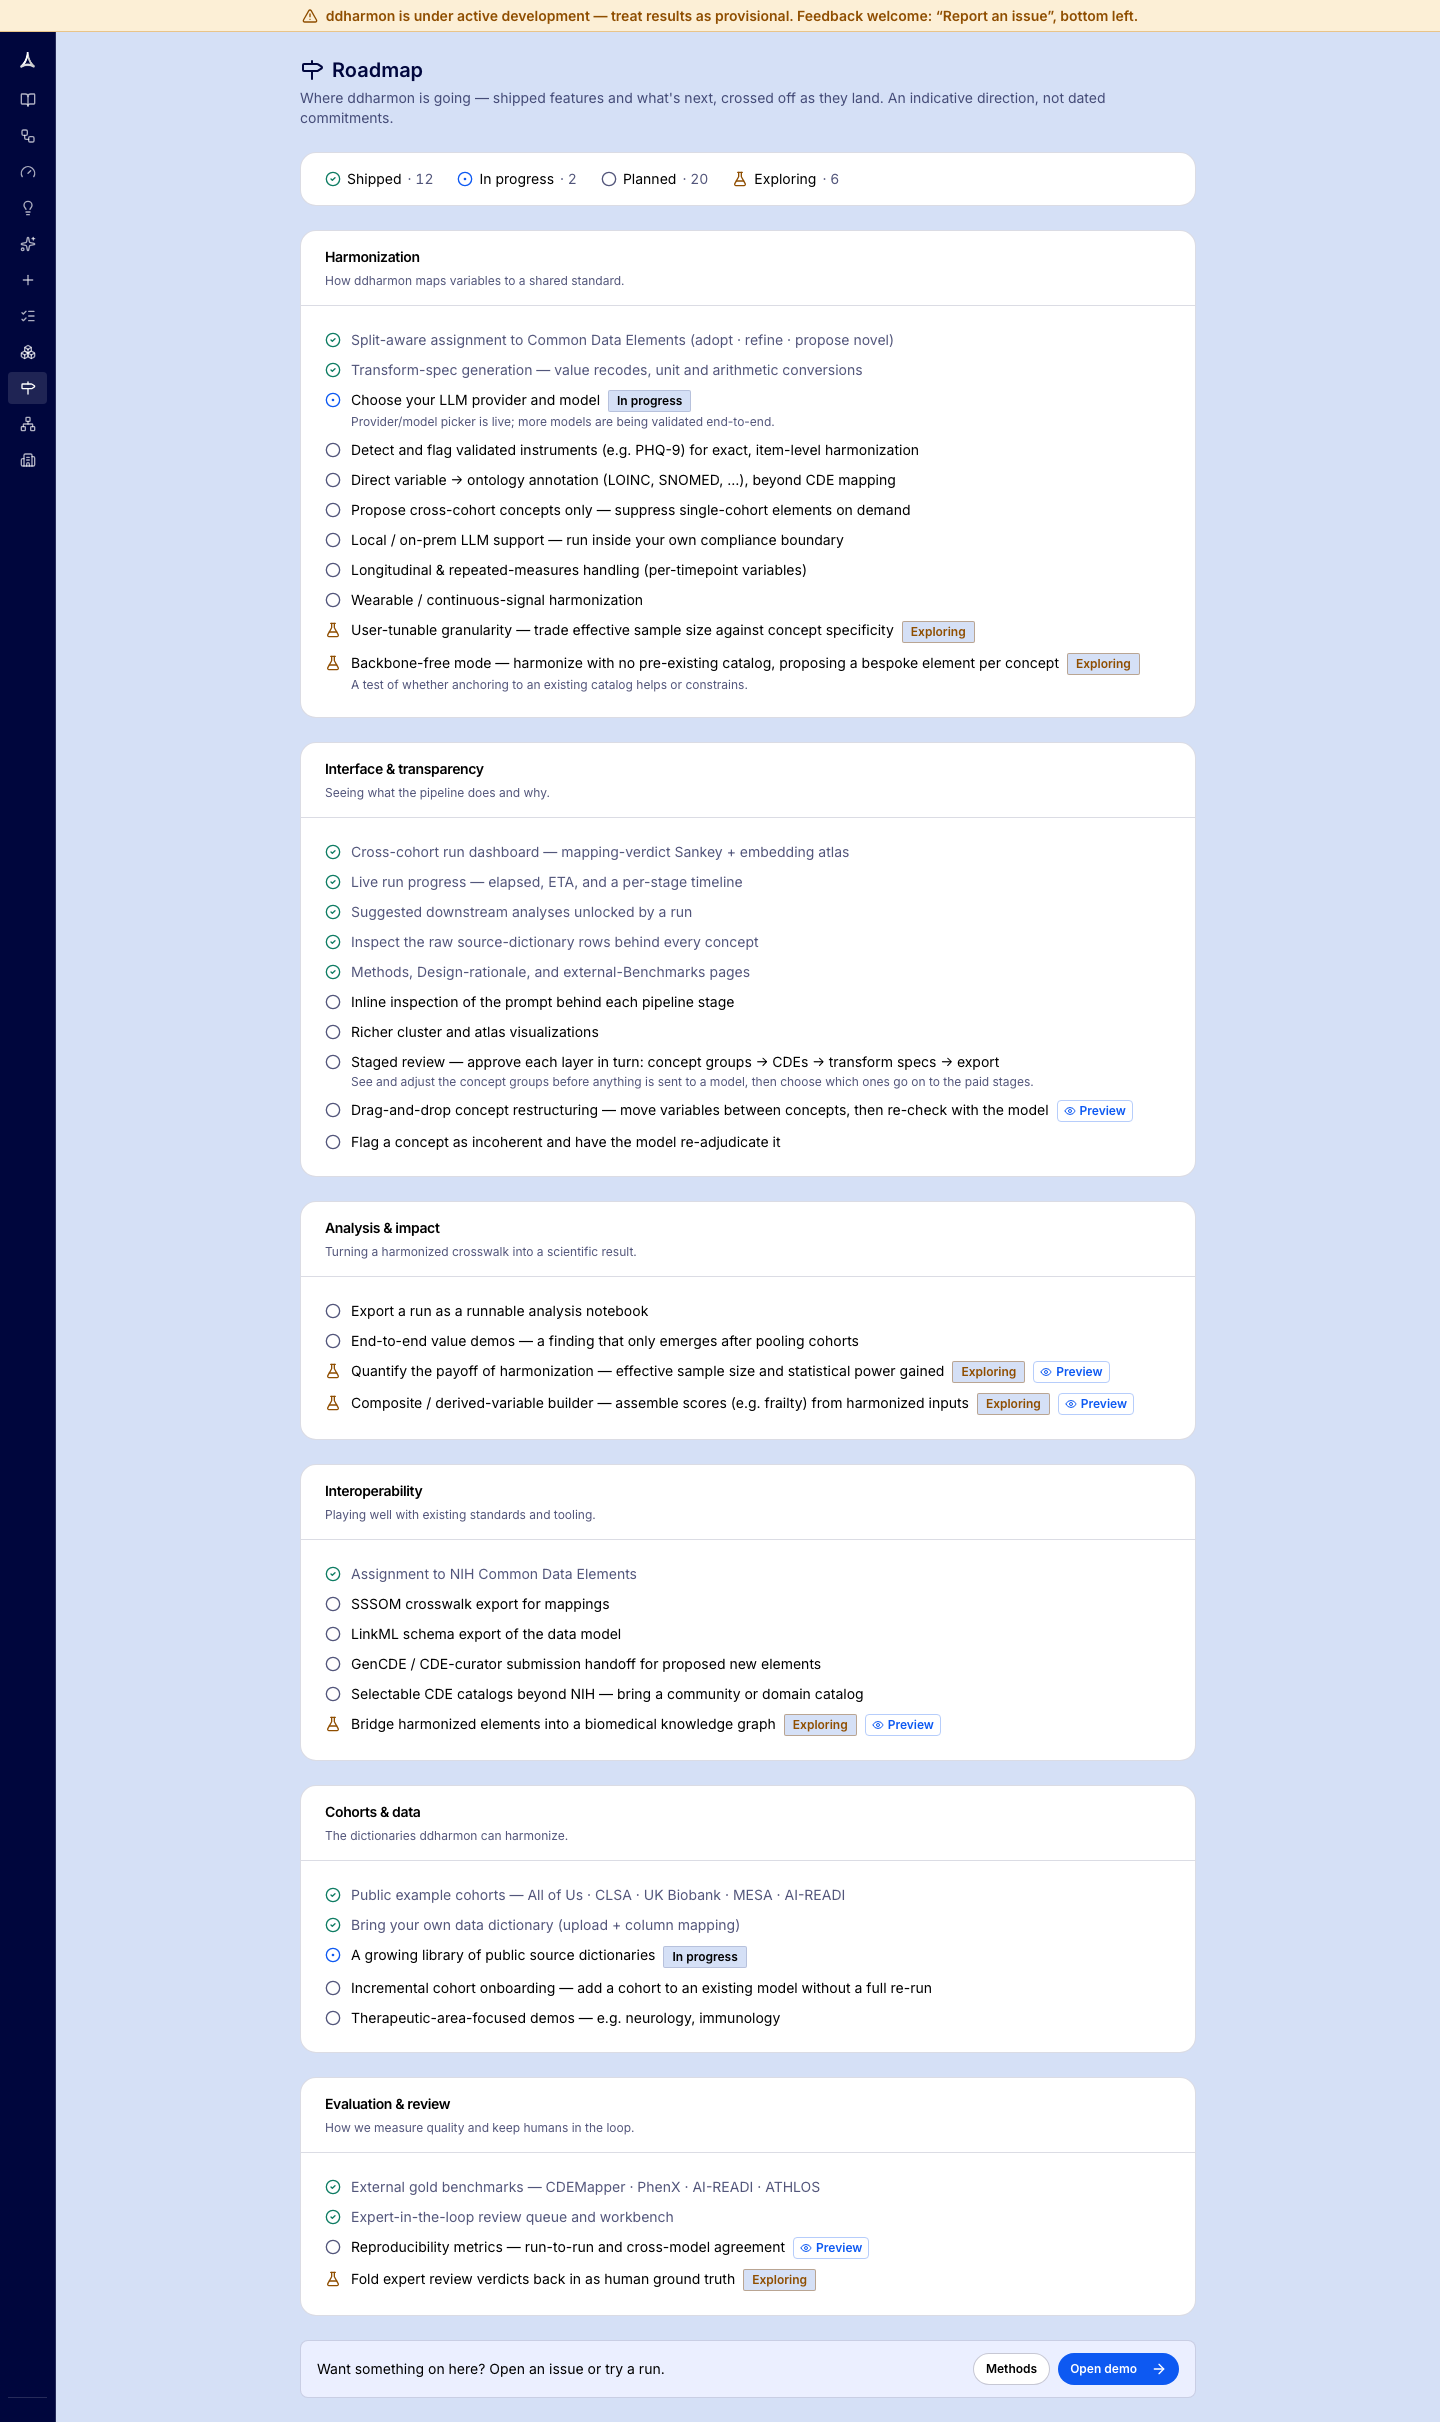 ddharmon is under active development — treat results as provisional. Feedback welcome: “Report an issue”, bottom left.
Roadmap
Where ddharmon is going — shipped features and what's next, crossed off as they land. An indicative direction, not dated
commitments.
Shipped · 12 In progress · 2 Planned · 20 Exploring · 6
Harmonization
How ddharmon maps variables to a shared standard.
Split-aware assignment to Common Data Elements (adopt · refine · propose novel)
Transform-spec generation — value recodes, unit and arithmetic conversions
Choose your LLM provider and model In progress
Provider/model picker is live; more models are being validated end-to-end.
Detect and flag validated instruments (e.g. PHQ-9) for exact, item-level harmonization
Direct variable → ontology annotation (LOINC, SNOMED, …), beyond CDE mapping
Propose cross-cohort concepts only — suppress single-cohort elements on demand
Local / on-prem LLM support — run inside your own compliance boundary
Longitudinal & repeated-measures handling (per-timepoint variables)
Wearable / continuous-signal harmonization
User-tunable granularity — trade effective sample size against concept specificity Exploring
Backbone-free mode — harmonize with no pre-existing catalog, proposing a bespoke element per concept Exploring
A test of whether anchoring to an existing catalog helps or constrains.
Interface & transparency
Seeing what the pipeline does and why.
Cross-cohort run dashboard — mapping-verdict Sankey + embedding atlas
Live run progress — elapsed, ETA, and a per-stage timeline
Suggested downstream analyses unlocked by a run
Inspect the raw source-dictionary rows behind every concept
Methods, Design-rationale, and external-Benchmarks pages
Inline inspection of the prompt behind each pipeline stage
Richer cluster and atlas visualizations
Staged review — approve each layer in turn: concept groups → CDEs → transform specs → export
See and adjust the concept groups before anything is sent to a model, then choose which ones go on to the paid stages.
Drag-and-drop concept restructuring — move variables between concepts, then re-check with the model Preview
Flag a concept as incoherent and have the model re-adjudicate it
Analysis & impact
Turning a harmonized crosswalk into a scientific result.
Export a run as a runnable analysis notebook
End-to-end value demos — a finding that only emerges after pooling cohorts
Quantify the payoff of harmonization — effective sample size and statistical power gained Exploring Preview
Composite / derived-variable builder — assemble scores (e.g. frailty) from harmonized inputs Exploring Preview
Interoperability
Playing well with existing standards and tooling.
Assignment to NIH Common Data Elements
SSSOM crosswalk export for mappings
LinkML schema export of the data model
GenCDE / CDE-curator submission handoff for proposed new elements
Selectable CDE catalogs beyond NIH — bring a community or domain catalog
Bridge harmonized elements into a biomedical knowledge graph Exploring Preview
Cohorts & data
The dictionaries ddharmon can harmonize.
Public example cohorts — All of Us · CLSA · UK Biobank · MESA · AI-READI
Bring your own data dictionary (upload + column mapping)
A growing library of public source dictionaries In progress
Incremental cohort onboarding — add a cohort to an existing model without a full re-run
Therapeutic-area-focused demos — e.g. neurology, immunology
Evaluation & review
How we measure quality and keep humans in the loop.
External gold benchmarks — CDEMapper · PhenX · AI-READI · ATHLOS
Expert-in-the-loop review queue and workbench
Reproducibility metrics — run-to-run and cross-model agreement Preview
Fold expert review verdicts back in as human ground truth Exploring
Want something on here? Open an issue or try a run. Methods Open demo →